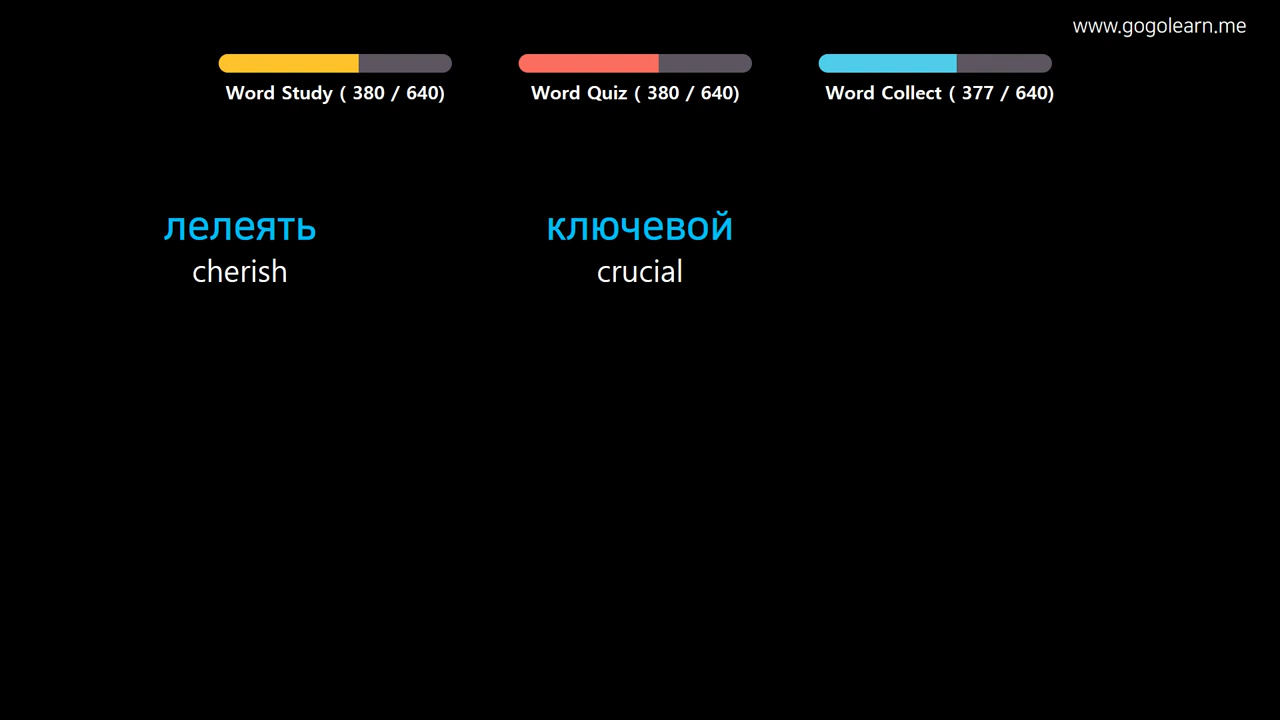 www.gogolearn.me
Word Study ( 380 / 640)
Word Quiz ( 380 / 640)
Word Collect ( 377 / 640)
лелеять
cherish
ключевой
crucial